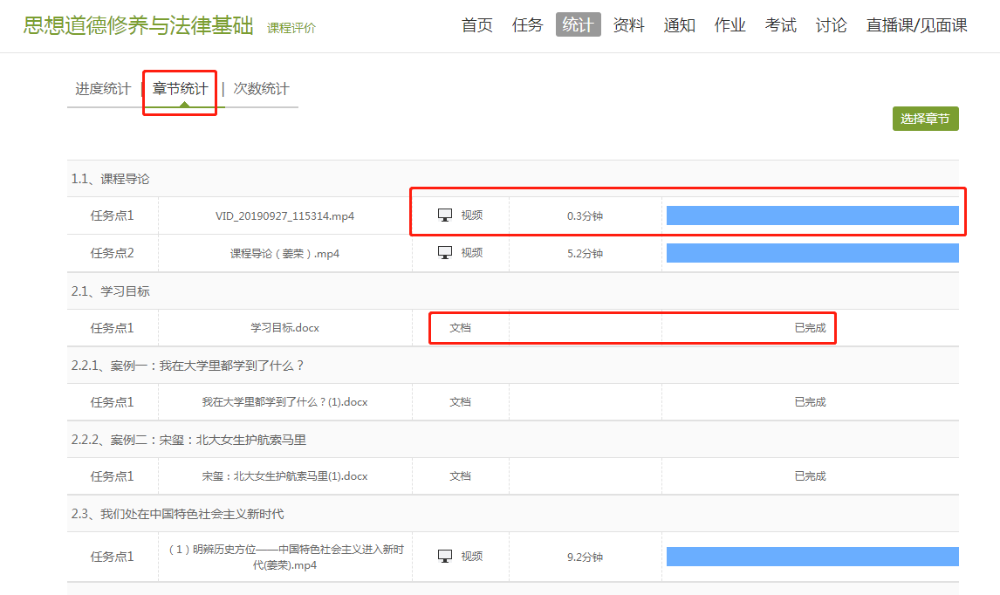 思想道德修养与法律基础 课程评价 首页 任务 统计 资料 通知 作业 考试 讨论 直播课/见面课
进度统计 | 章节统计 | 次数统计
选择章节
1.1、课程导论
任务点1 VID_20190927_115314.mp4 视频 0.3分钟
任务点2 课程导论（姜荣）.mp4 视频 5.2分钟
2.1、学习目标
任务点1 学习目标.docx 文档 已完成
2.2.1、案例一：我在大学里都学到了什么？
任务点1 我在大学里都学到了什么？(1).docx 文档 已完成
2.2.2、案例二：宋玺：北大女生护航索马里
任务点1 宋玺：北大女生护航索马里(1).docx 文档 已完成
2.3、我们处在中国特色社会主义新时代
任务点1 （1）明辨历史方位——中国特色社会主义进入新时 视频 9.2分钟
代(姜荣).mp4